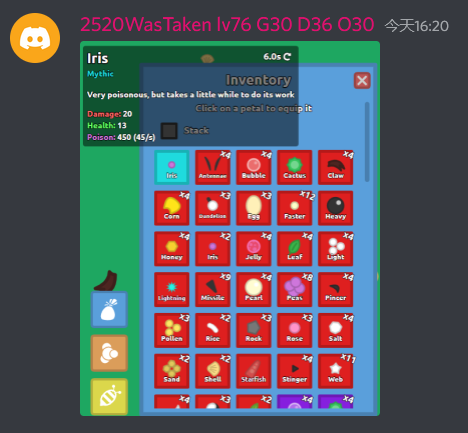 2520WasTaken lv76 G30 D36 O30 今天16:20
Iris 6.0s
Mythic
Inventory
Very poisonous, but takes a little while to do its work
Click on a petal to equip it
Damage: 20
Health: 13
Poison: 450 (45/s)
Stack
x4 x4 x4 x4
Iris Antennae Bubble Cactus Claw
x4 x3 x3 x12
Corn Dandelion Egg Faster Heavy
x4 x2 x4 x4 x4
Honey Iris Jelly Leaf Light
x9 x4 x8 x4
Lightning Missile Pearl Peas Pincer
x3 x2 x3 x3 x4
Pollen Rice Rock Rose Salt
x2 x2 x4 x11
Sand Shell Starfish Stinger Web
x4 x3 x2 x4 x4